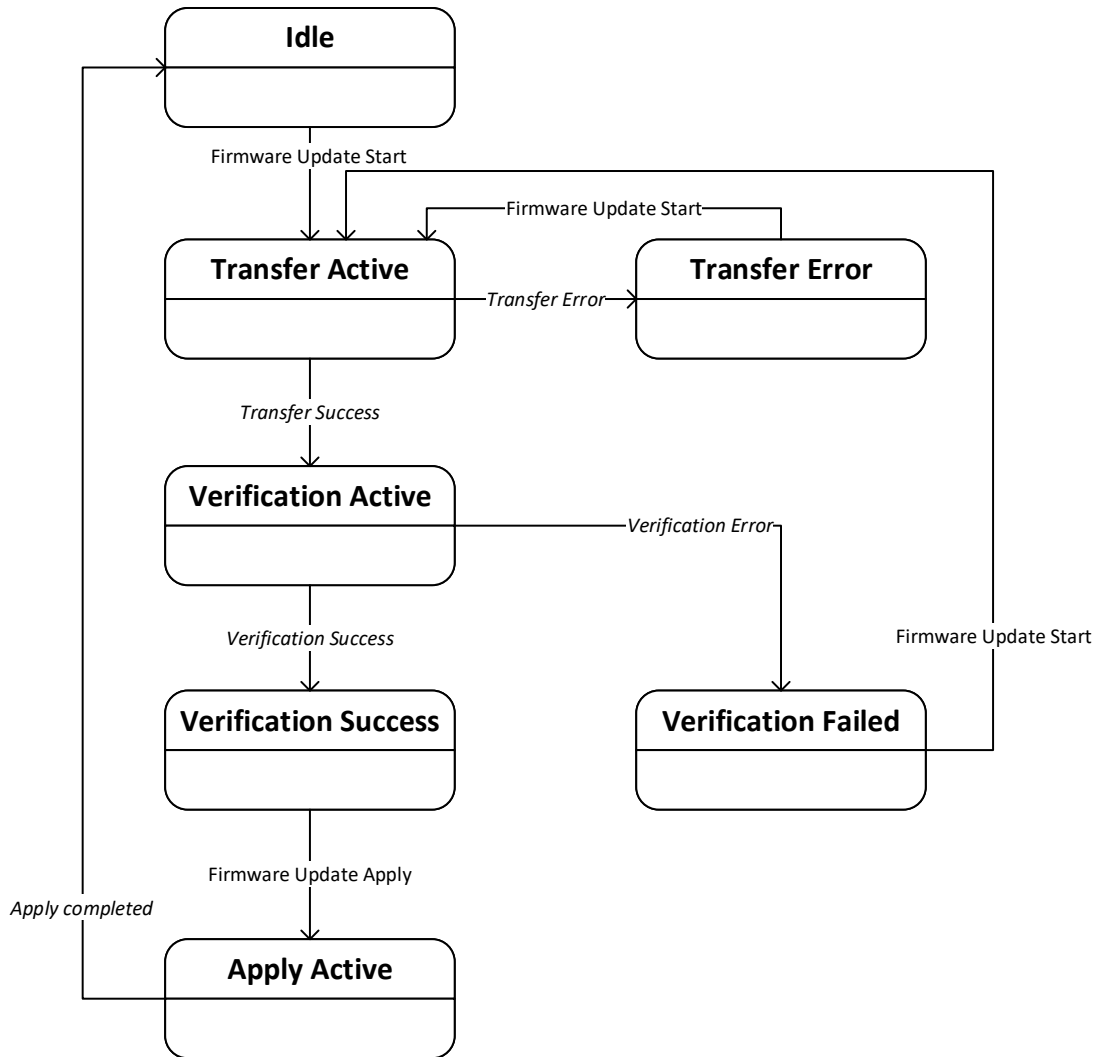 Idle
Firmware Update Start
Firmware Update Start
Transfer Active
Transfer Error
Transfer Error
Transfer Success
Verification Active
Verification Error
Verification Success
Firmware Update Start
Verification Success
Verification Failed
Firmware Update Apply
Apply completed
Apply Active